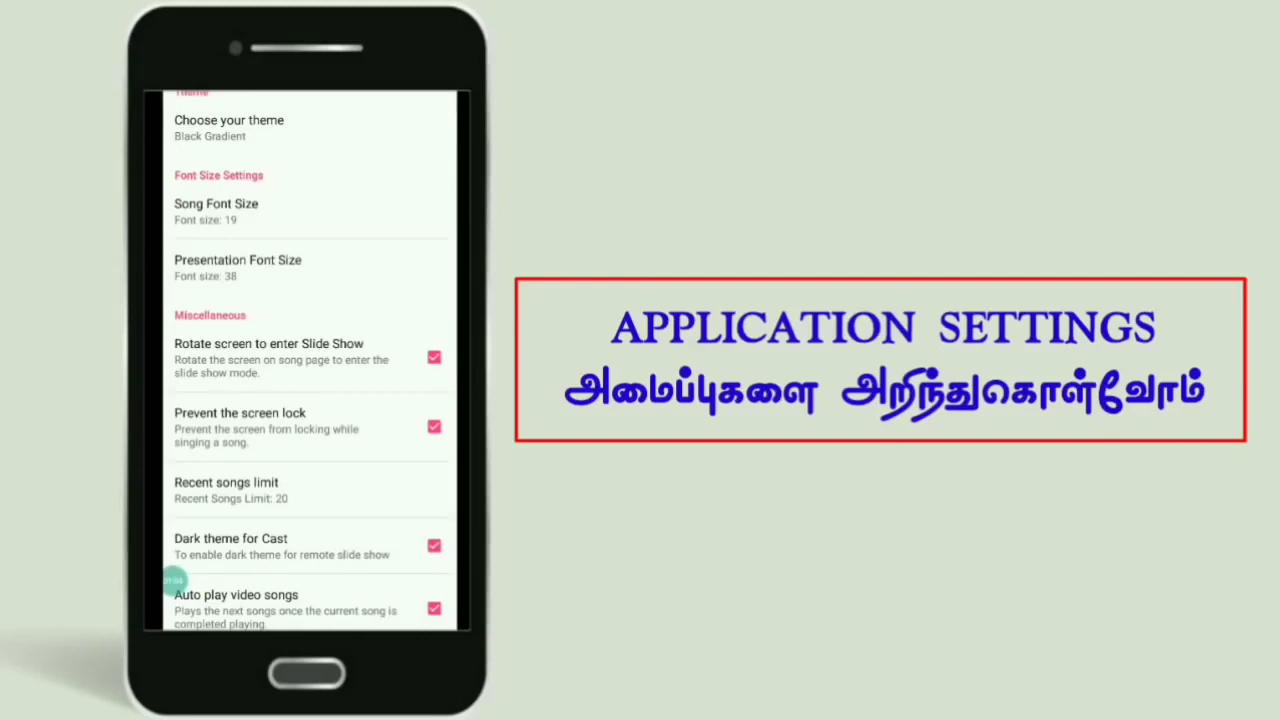 Theme
Choose your theme
Black Gradient
Font Size Settings
Song Font Size
Font size: 19
Presentation Font Size
Font size: 38
Miscellaneous
Rotate screen to enter Slide Show
Rotate the screen on song page to enter the
slide show mode.
Prevent the screen lock
Prevent the screen from locking while
singing a song.
Recent songs limit
Recent Songs Limit: 20
Dark theme for Cast
To enable dark theme for remote slide show
Auto play video songs
Plays the next songs once the current song is
completed playing.
APPLICATION SETTINGS
அமைப்புகளை அறிந்துகொள்வோம்